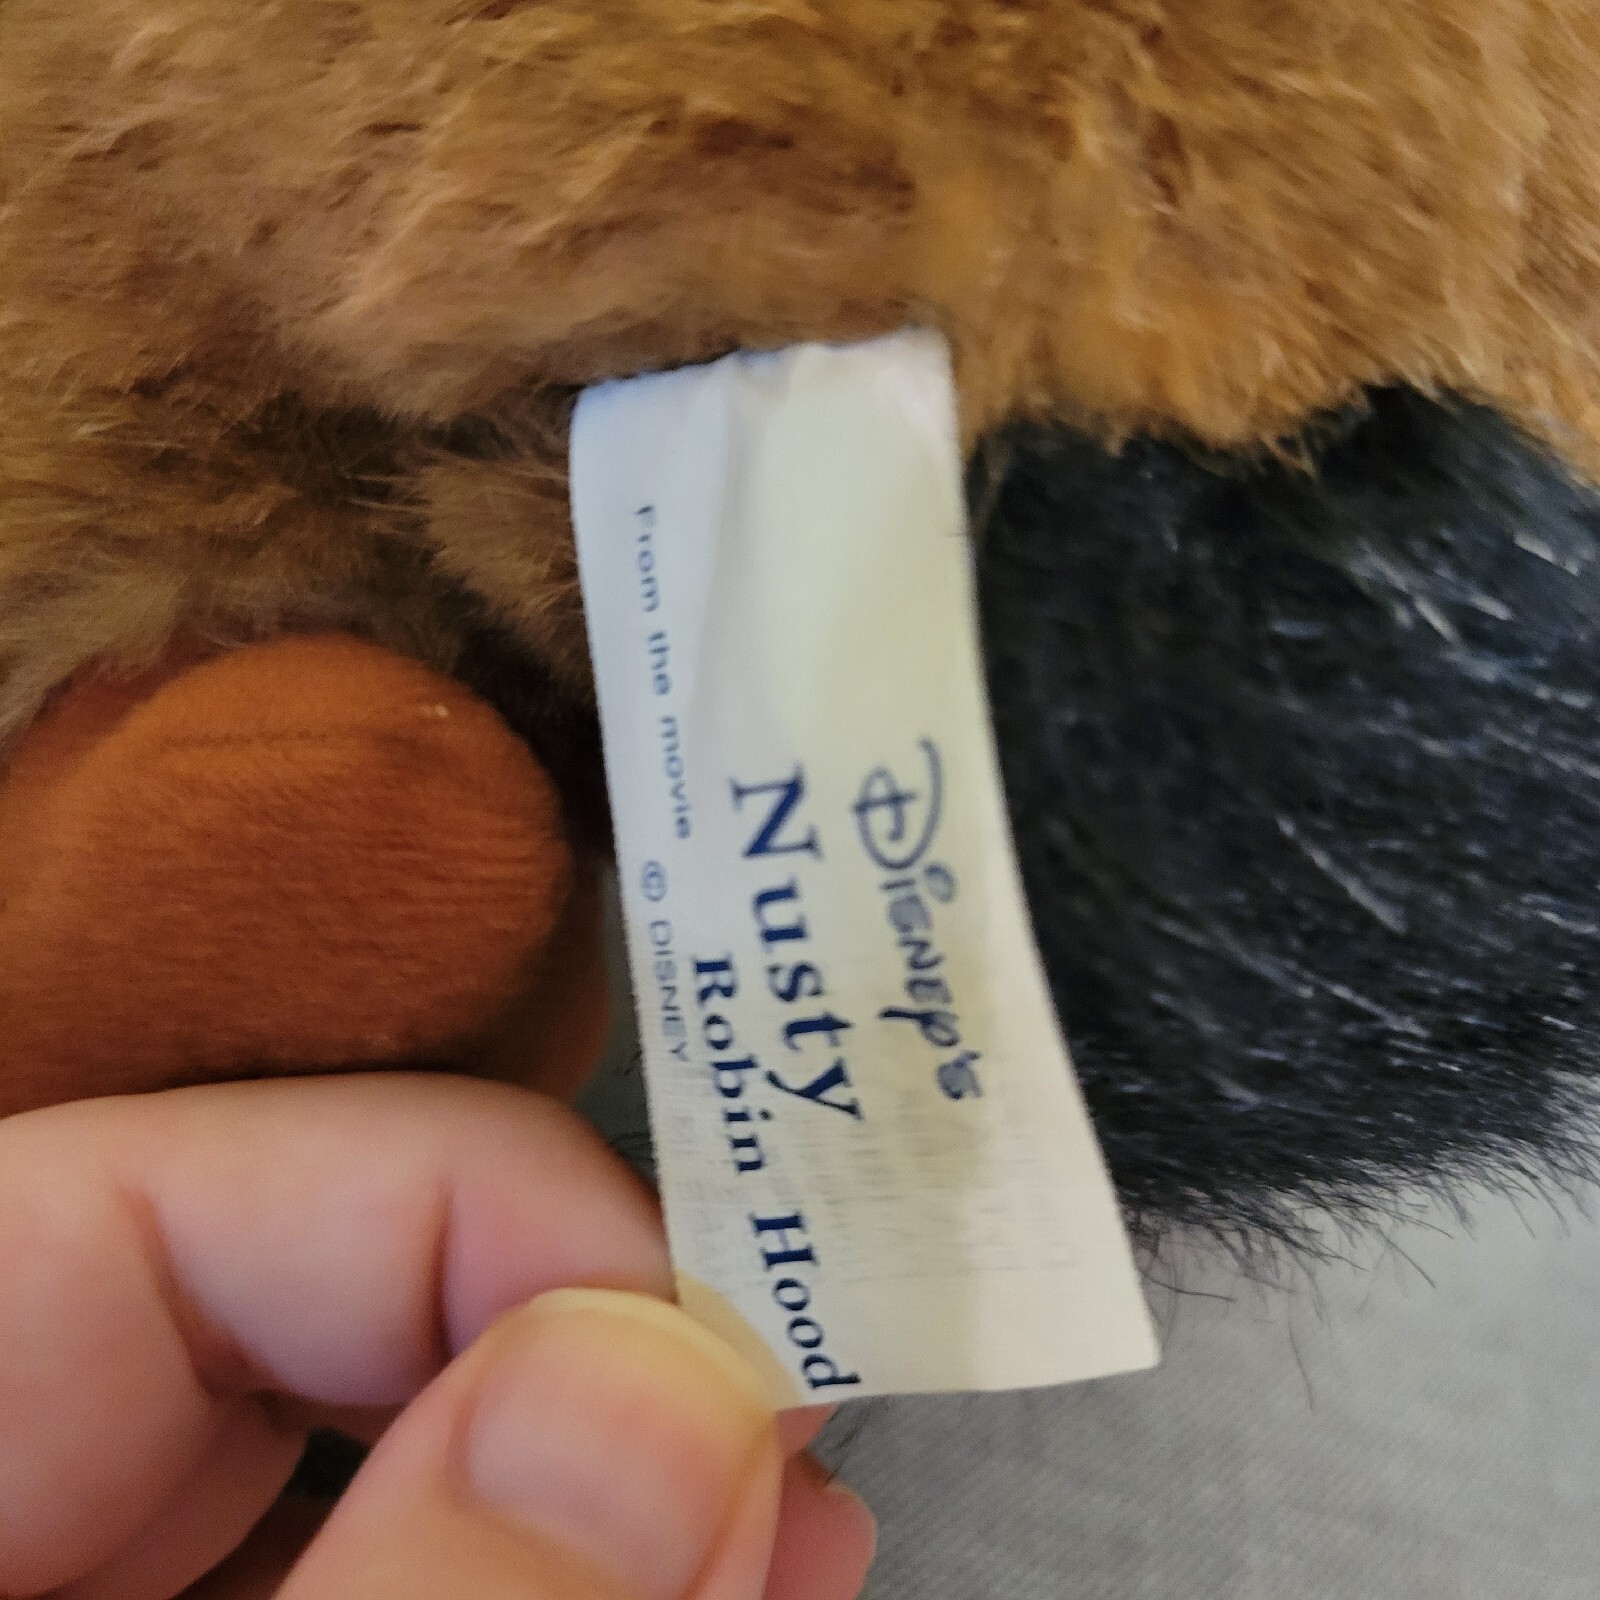 DISNEY's
Nusty
Robin Hood
From the movie © DISNEY